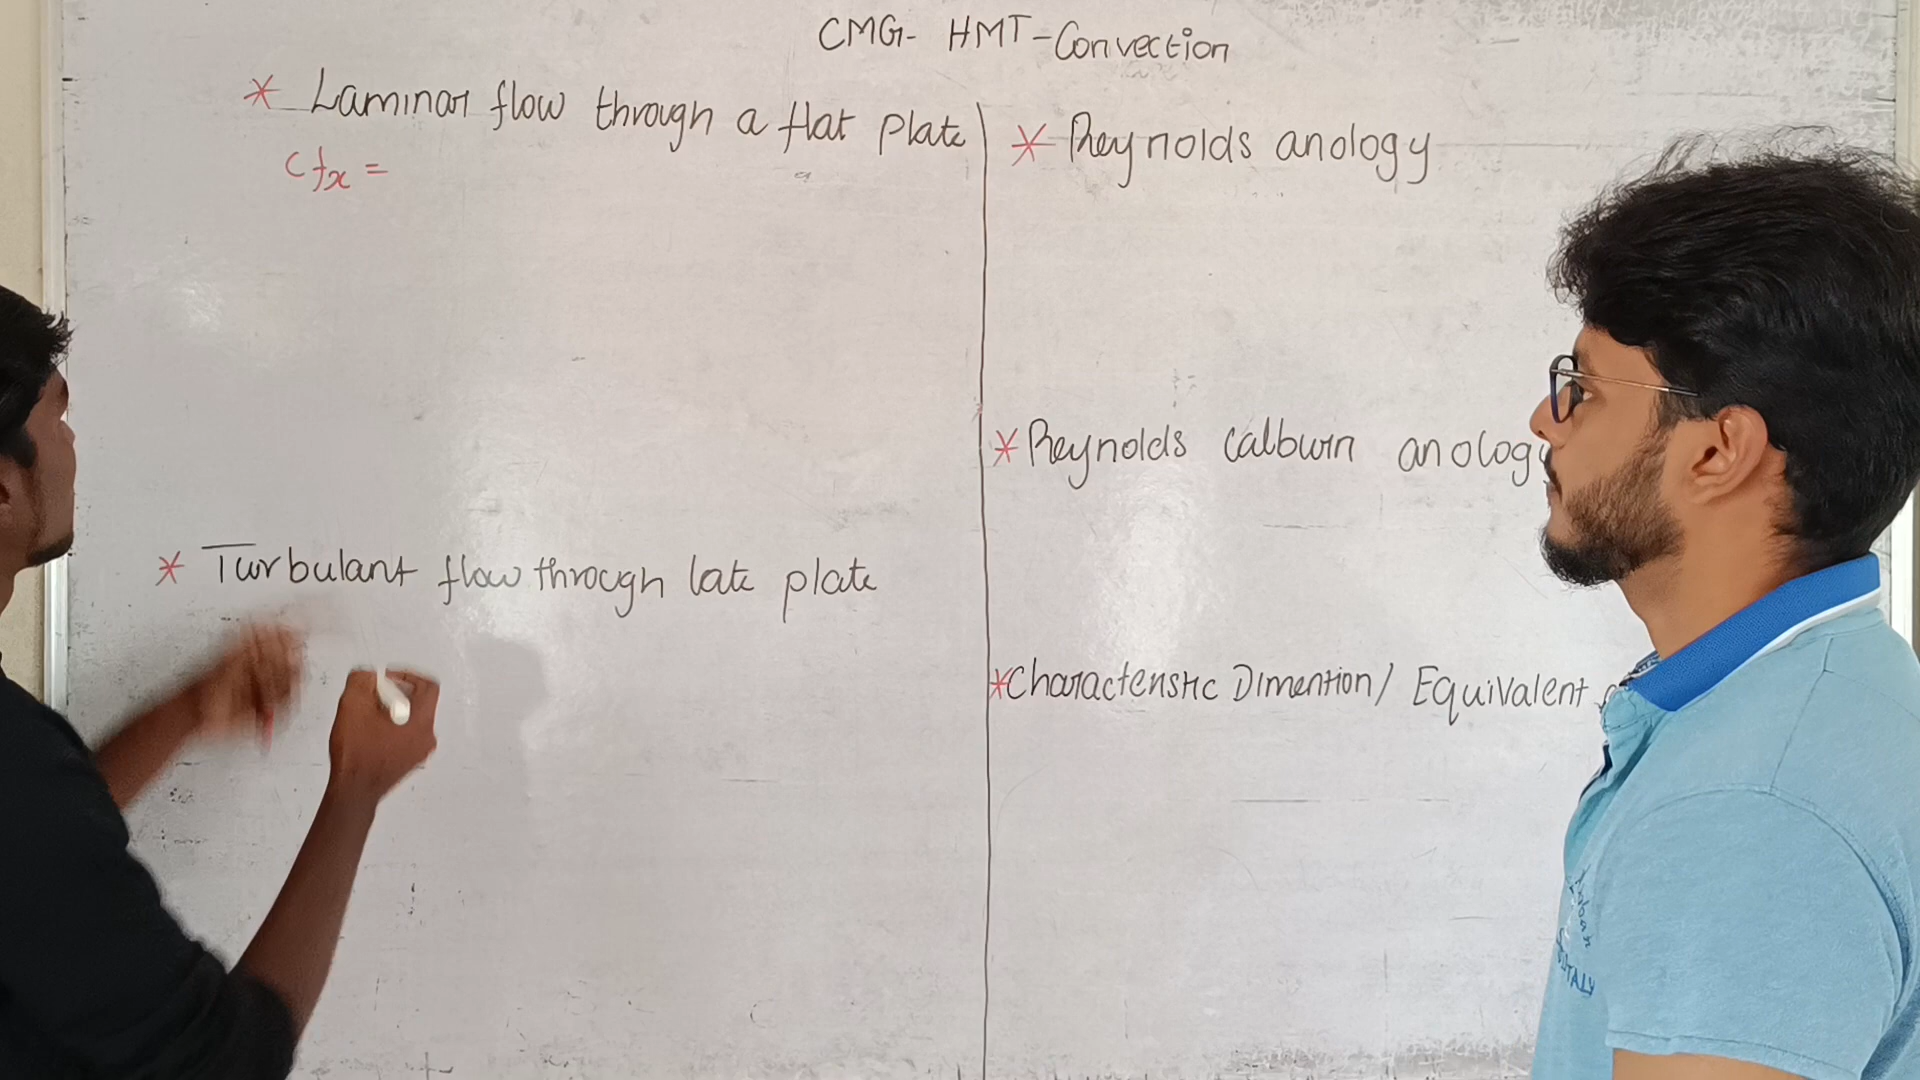 CMG- HMT-Convection
* Laminar flow through a flat plate
Cfx =
* Turbulant flow through late plate
* Reynolds anology
* Reynolds calburn anology
* Characteristic Dimention/ Equivalent